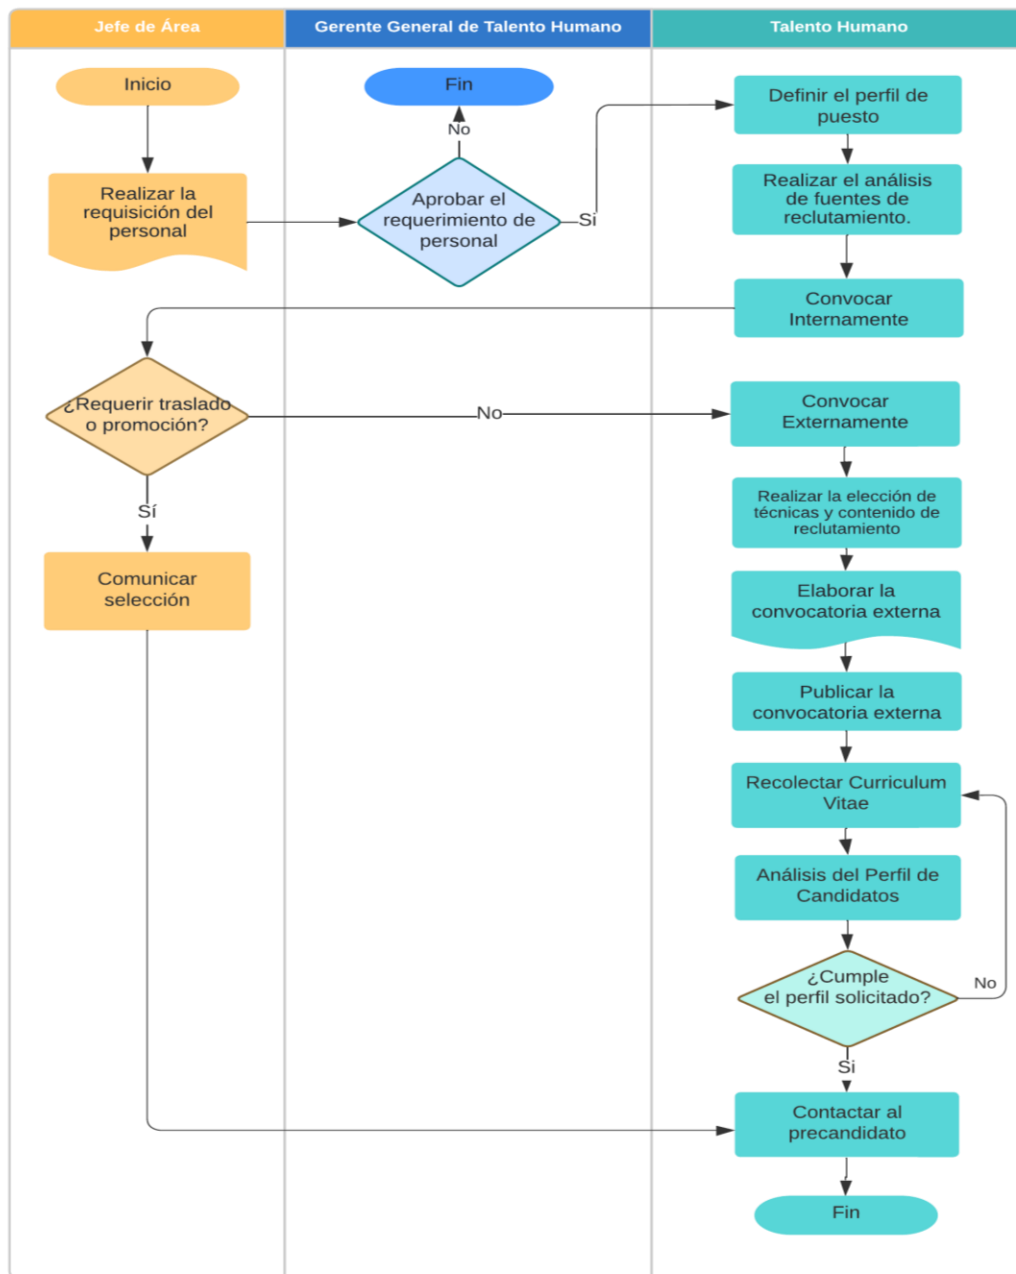 Jefe de Área
Gerente General de Talento Humano
Talento Humano
Inicio
Fin
No
Realizar la
requisición del
personal
Aprobar el
requerimiento de
personal
Si
Definir el perfil de
puesto
Realizar el análisis
de fuentes de
reclutamiento.
Convocar
Internamente
¿Requerir traslado
o promoción?
No
Convocar
Externamente
Sí
Comunicar
selección
Realizar la elección de
técnicas y contenido de
reclutamiento
Elaborar la
convocatoria externa
Publicar la
convocatoria externa
Recolectar Curriculum
Vitae
Análisis del Perfil de
Candidatos
¿Cumple
el perfil solicitado?
No
Si
Contactar al
precandidato
Fin